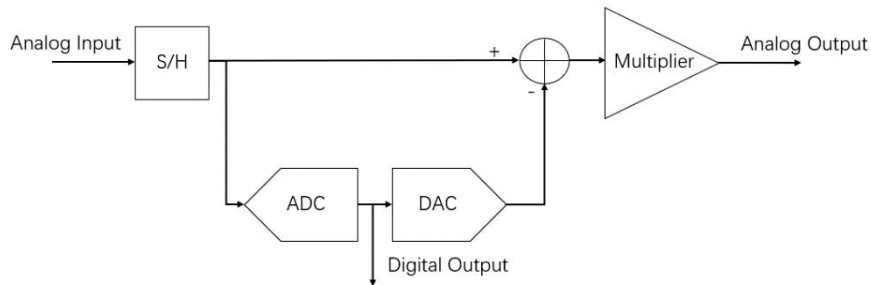 Analog Input
S/H
+
-
Multiplier
Analog Output
ADC
DAC
Digital Output